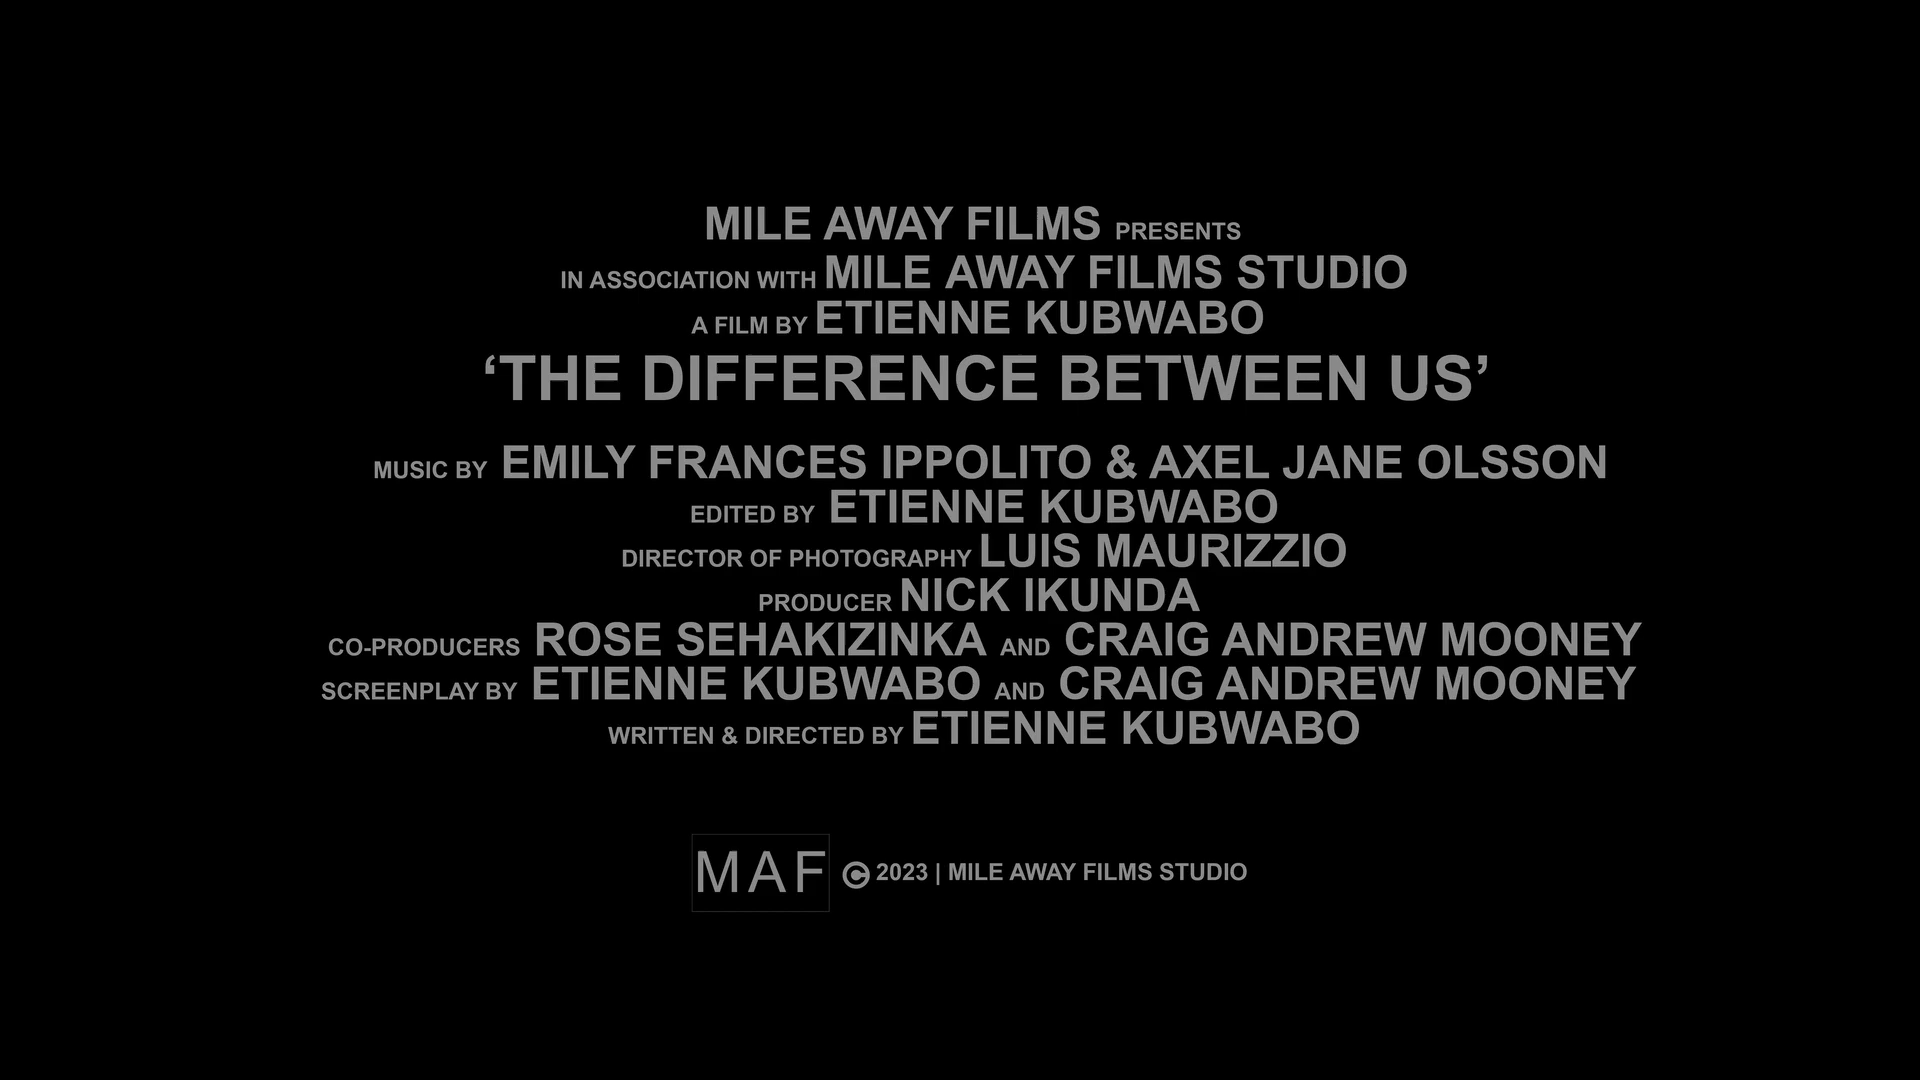 MILE AWAY FILMS PRESENTS
IN ASSOCIATION WITH MILE AWAY FILMS STUDIO
A FILM BY ETIENNE KUBWABO
‘THE DIFFERENCE BETWEEN US’
MUSIC BY EMILY FRANCES IPPOLITO & AXEL JANE OLSSON
EDITED BY ETIENNE KUBWABO
DIRECTOR OF PHOTOGRAPHY LUIS MAURIZZIO
PRODUCER NICK IKUNDA
CO-PRODUCERS ROSE SEHAKIZINKA AND CRAIG ANDREW MOONEY
SCREENPLAY BY ETIENNE KUBWABO AND CRAIG ANDREW MOONEY
WRITTEN & DIRECTED BY ETIENNE KUBWABO
MAF © 2023 | MILE AWAY FILMS STUDIO